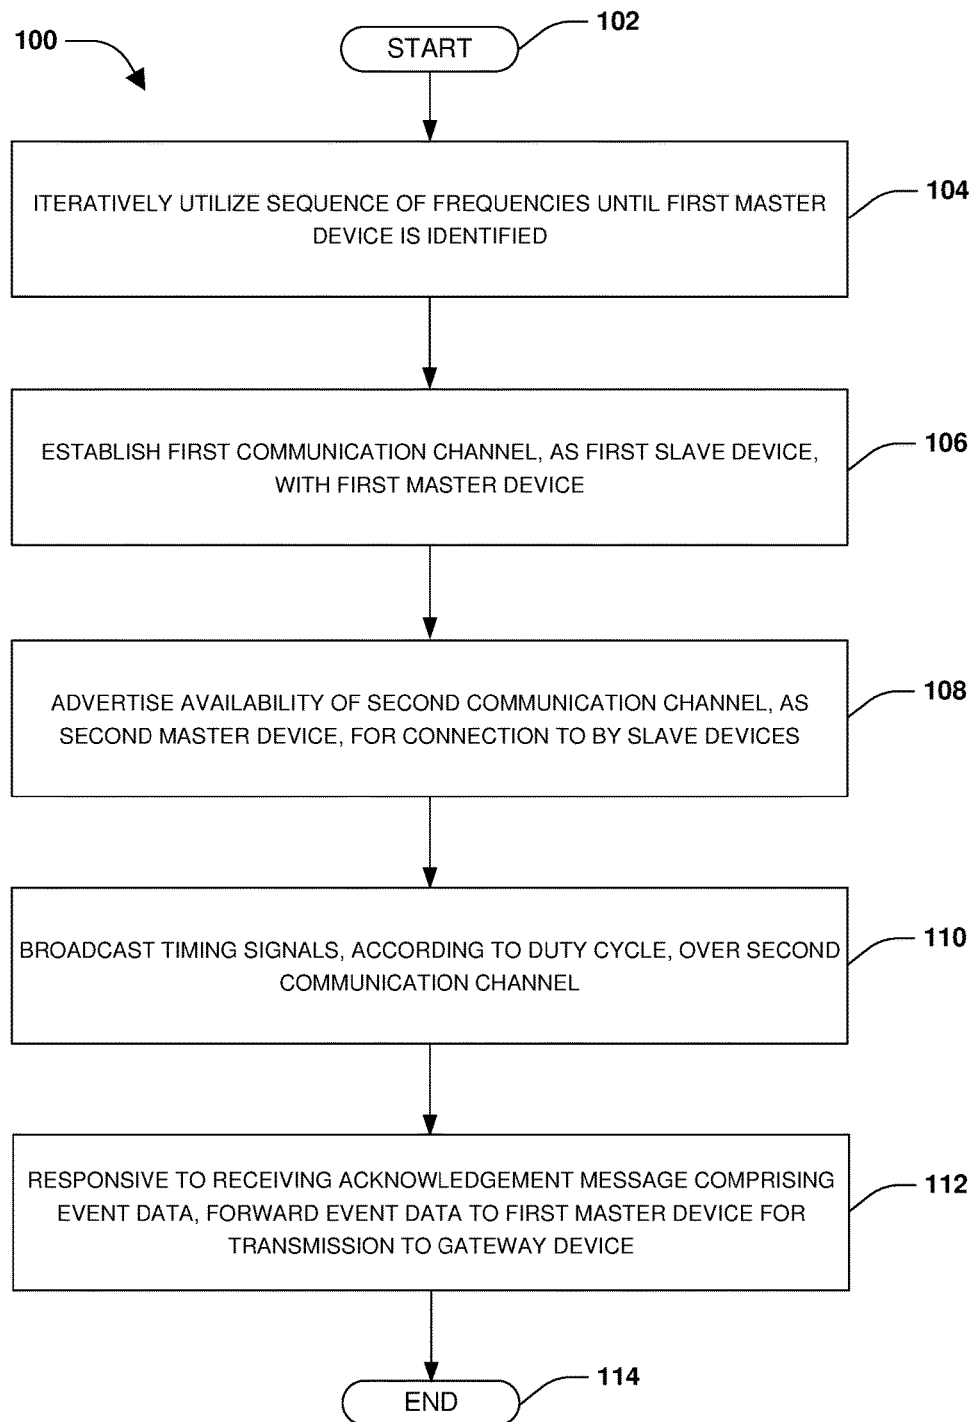 100
START
102
ITERATIVELY UTILIZE SEQUENCE OF FREQUENCIES UNTIL FIRST MASTER
DEVICE IS IDENTIFIED
104
ESTABLISH FIRST COMMUNICATION CHANNEL, AS FIRST SLAVE DEVICE,
WITH FIRST MASTER DEVICE
106
ADVERTISE AVAILABILITY OF SECOND COMMUNICATION CHANNEL, AS
SECOND MASTER DEVICE, FOR CONNECTION TO BY SLAVE DEVICES
108
BROADCAST TIMING SIGNALS, ACCORDING TO DUTY CYCLE, OVER SECOND
COMMUNICATION CHANNEL
110
RESPONSIVE TO RECEIVING ACKNOWLEDGEMENT MESSAGE COMPRISING
EVENT DATA, FORWARD EVENT DATA TO FIRST MASTER DEVICE FOR
TRANSMISSION TO GATEWAY DEVICE
112
END
114